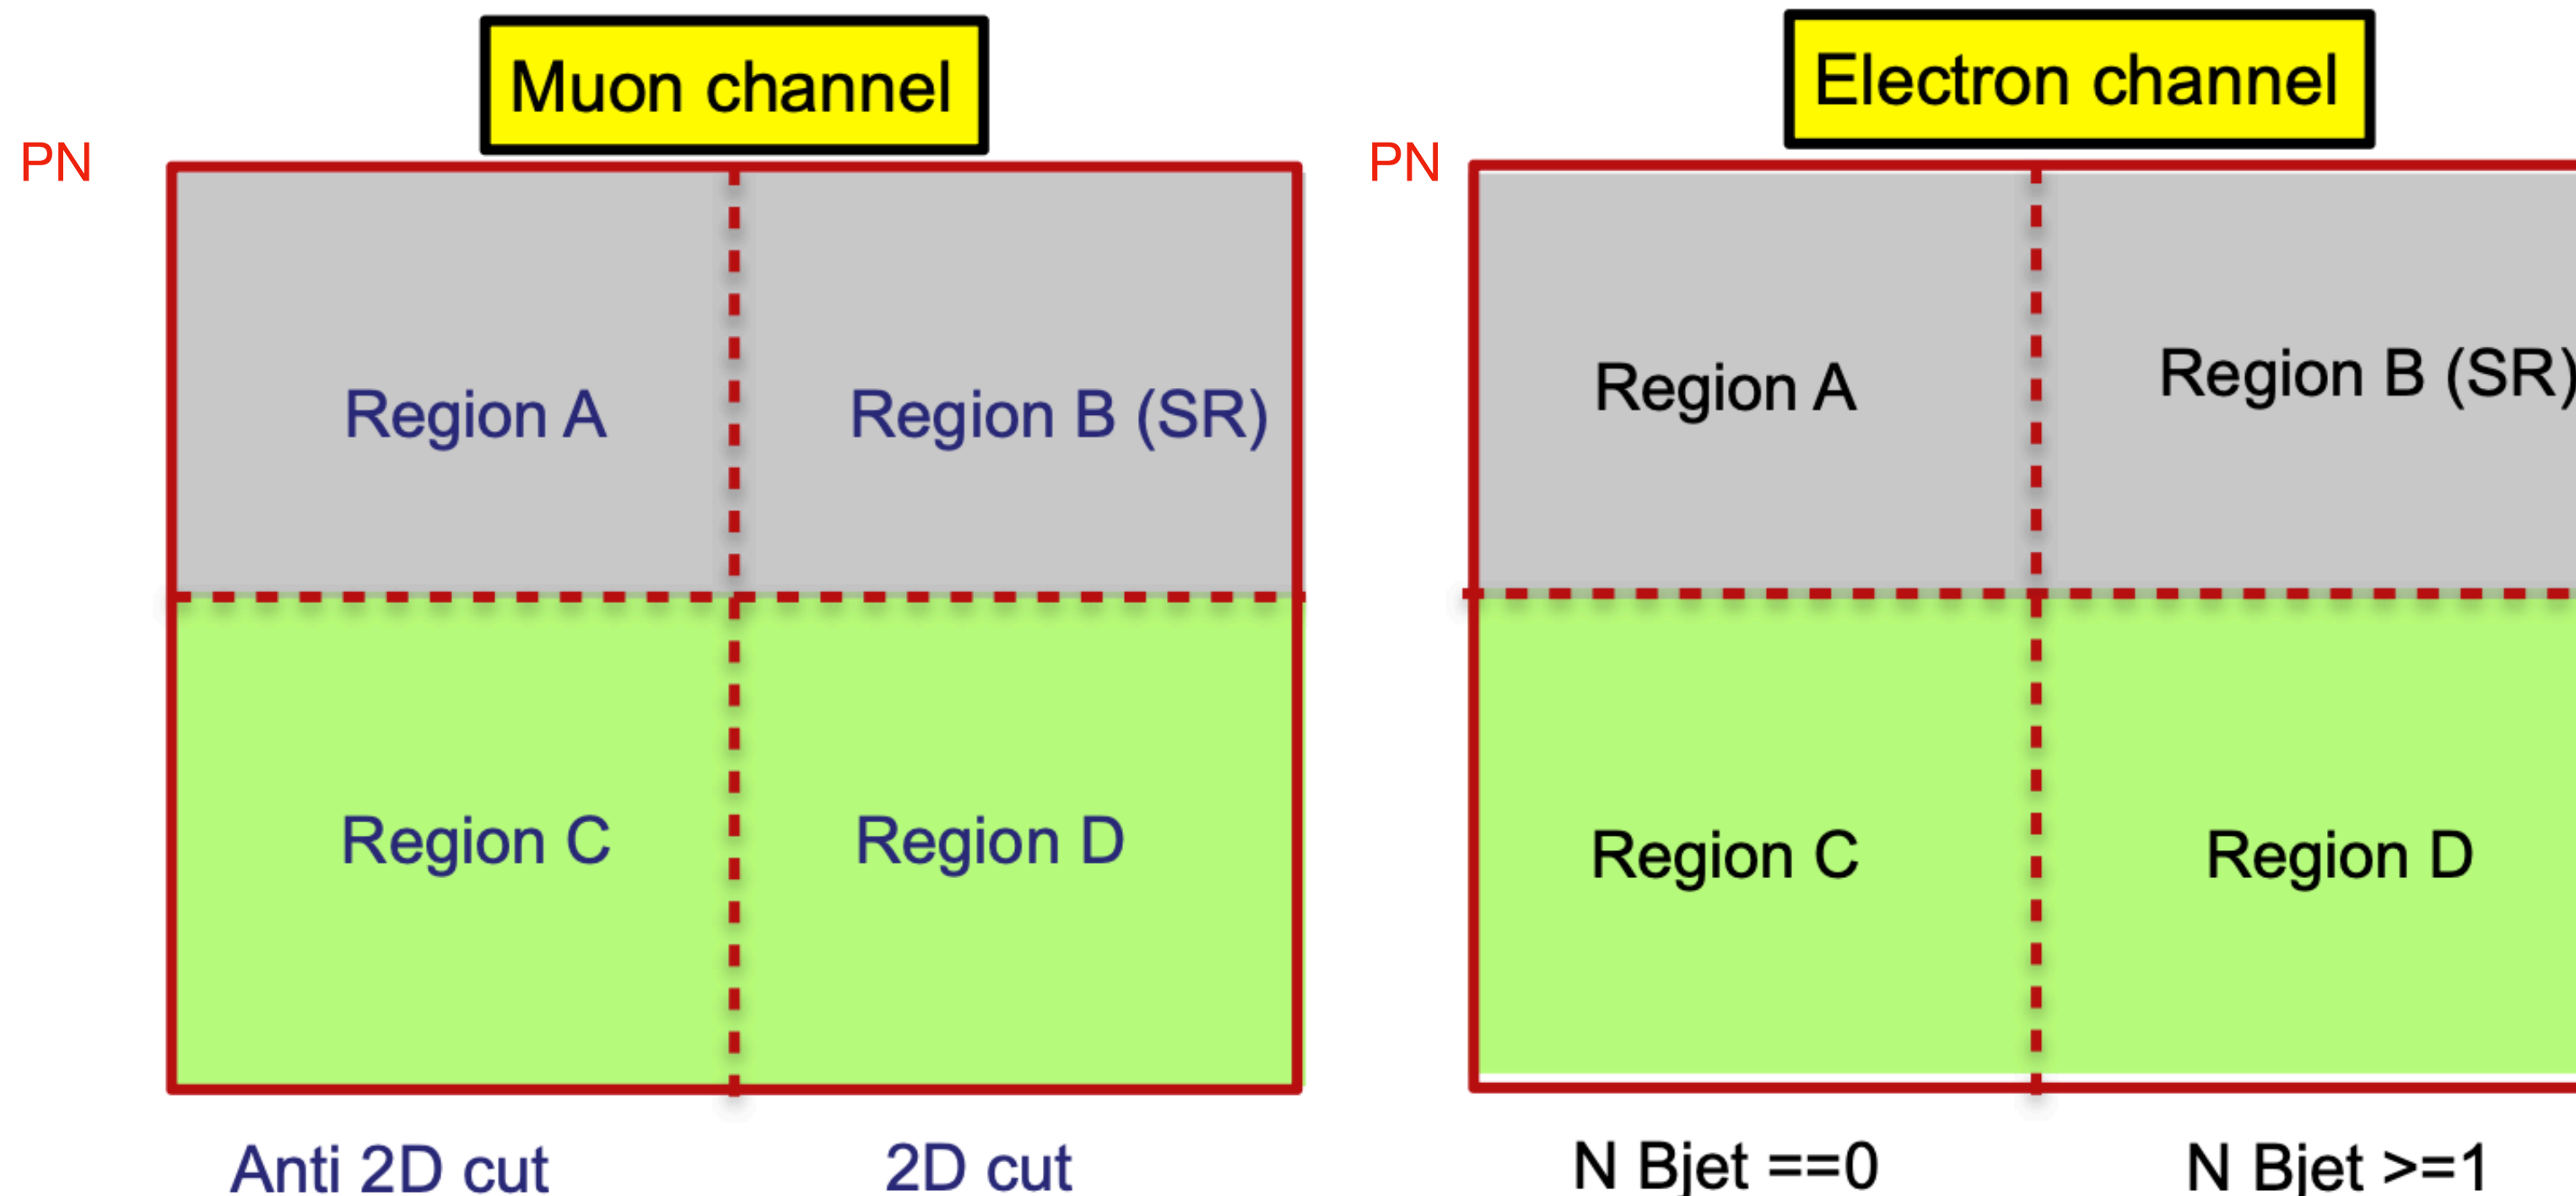 Muon channel
PN
Region A
Region B (SR)
Region C
Region D
Anti 2D cut
2D cut
Electron channel
PN
Region A
Region B (SR)
Region C
Region D
N Bjet ==0
N Bjet >=1